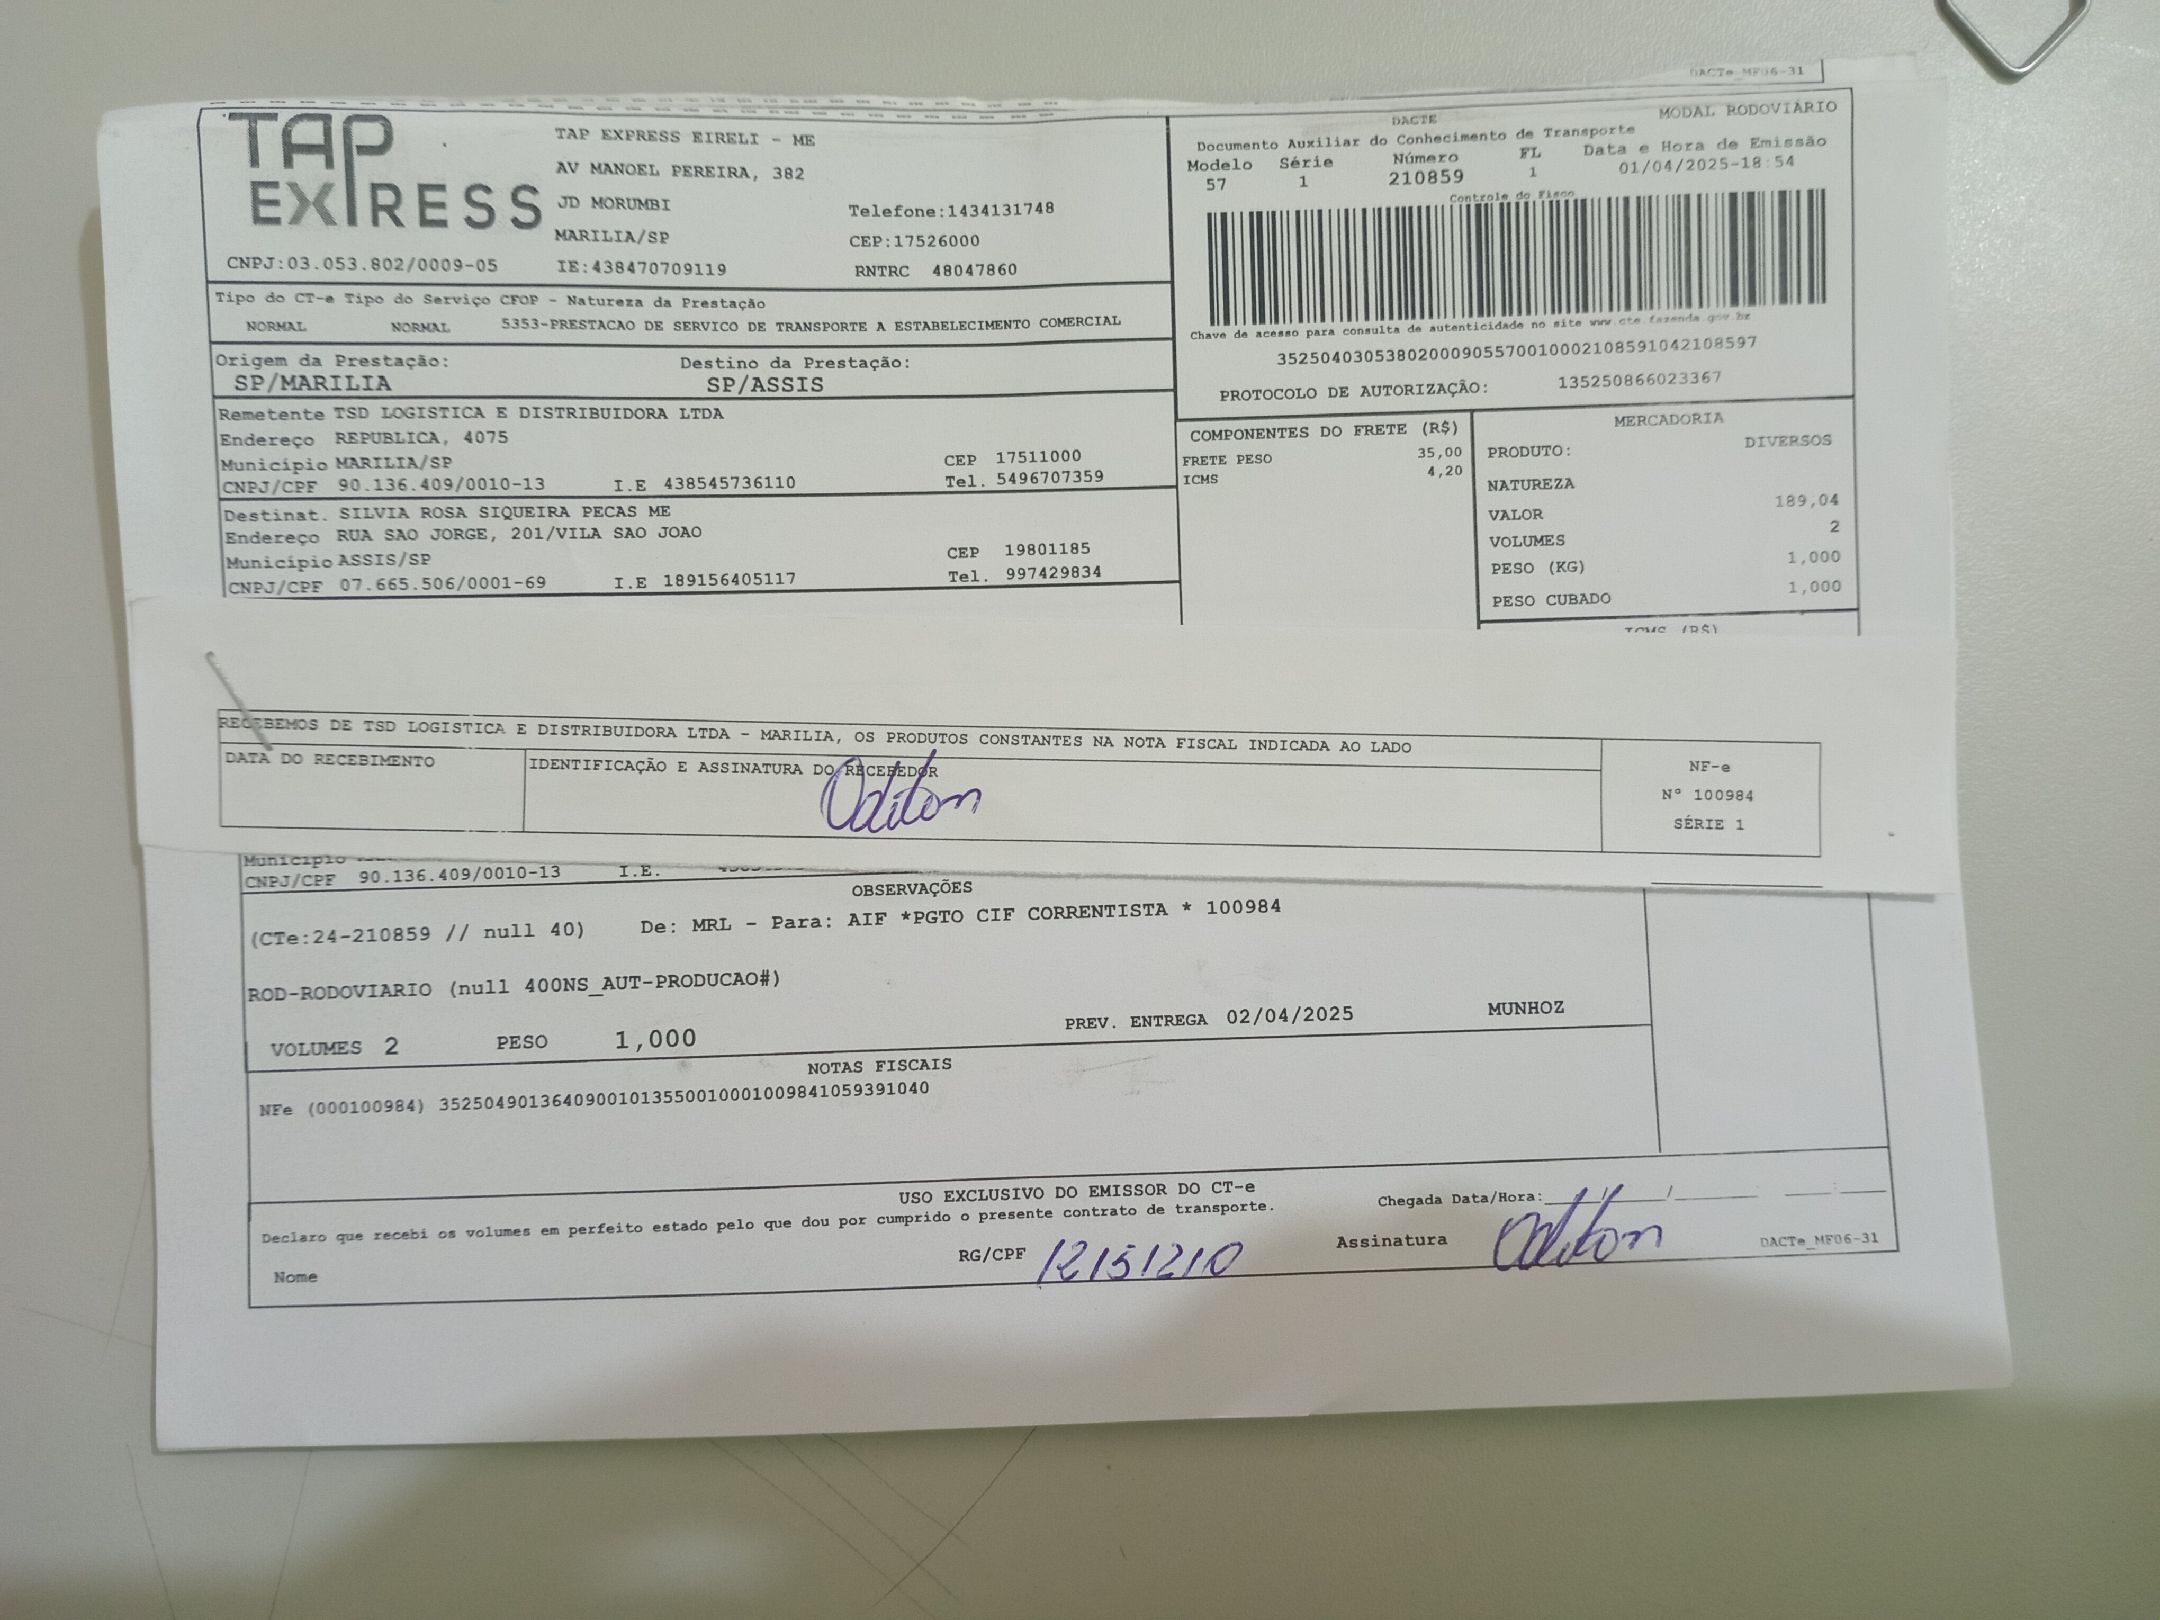 DACTe_MF06-31
TAP EXPRESS
TAP EXPRESS EIRELI - ME
AV MANOEL PEREIRA, 382
JD MORUMBI
MARILIA/SP
Telefone:1434131748
CEP:17526000
CNPJ:03.053.802/0009-05 IE:438470709119 RNTRC 48047860
DACTE MODAL RODOVIÁRIO
Documento Auxiliar do Conhecimento de Transporte
Modelo Série Número FL Data e Hora de Emissão
57 1 210859 1 01/04/2025-18:54
Controle do Fisco
Chave de acesso para consulta de autenticidade no site www.cte.fazenda.gov.br
35250403053802000905570010002108591042108597
PROTOCOLO DE AUTORIZAÇÃO: 135250866023367
Tipo do CT-e Tipo do Serviço CFOP - Natureza da Prestação
NORMAL NORMAL 5353-PRESTACAO DE SERVICO DE TRANSPORTE A ESTABELECIMENTO COMERCIAL
Origem da Prestação: Destino da Prestação:
SP/MARILIA SP/ASSIS
Remetente TSD LOGISTICA E DISTRIBUIDORA LTDA
Endereço REPUBLICA, 4075
Município MARILIA/SP CEP 17511000
CNPJ/CPF 90.136.409/0010-13 I.E 438545736110 Tel. 5496707359
Destinat. SILVIA ROSA SIQUEIRA PECAS ME
Endereço RUA SAO JORGE, 201/VILA SAO JOAO
Município ASSIS/SP CEP 19801185
CNPJ/CPF 07.665.506/0001-69 I.E 189156405117 Tel. 997429834
COMPONENTES DO FRETE (R$)
FRETE PESO 35,00
ICMS 4,20
MERCADORIA
PRODUTO: DIVERSOS
NATUREZA
VALOR 189,04
VOLUMES 2
PESO (KG) 1,000
PESO CUBADO 1,000
ICMS (R$)
RECEBEMOS DE TSD LOGISTICA E DISTRIBUIDORA LTDA - MARILIA, OS PRODUTOS CONSTANTES NA NOTA FISCAL INDICADA AO LADO
DATA DO RECEBIMENTO
IDENTIFICAÇÃO E ASSINATURA DO RECEBEDOR
Oditon
NF-e
Nº 100984
SÉRIE 1
Município
CNPJ/CPF 90.136.409/0010-13 I.E.
OBSERVAÇÕES
(CTe:24-210859 // null 40) De: MRL - Para: AIF *PGTO CIF CORRENTISTA * 100984
ROD-RODOVIARIO (null 400NS_AUT-PRODUCAO#)
VOLUMES 2 PESO 1,000 PREV. ENTREGA 02/04/2025 MUNHOZ
NOTAS FISCAIS
NFe (000100984) 35250490136409001013550010001009841059391040
USO EXCLUSIVO DO EMISSOR DO CT-e
Declaro que recebi os volumes em perfeito estado pelo que dou por cumprido o presente contrato de transporte.
Chegada Data/Hora:___/___/______ ___:___
Nome RG/CPF 12151210 Assinatura Oditon DACTe_MF06-31